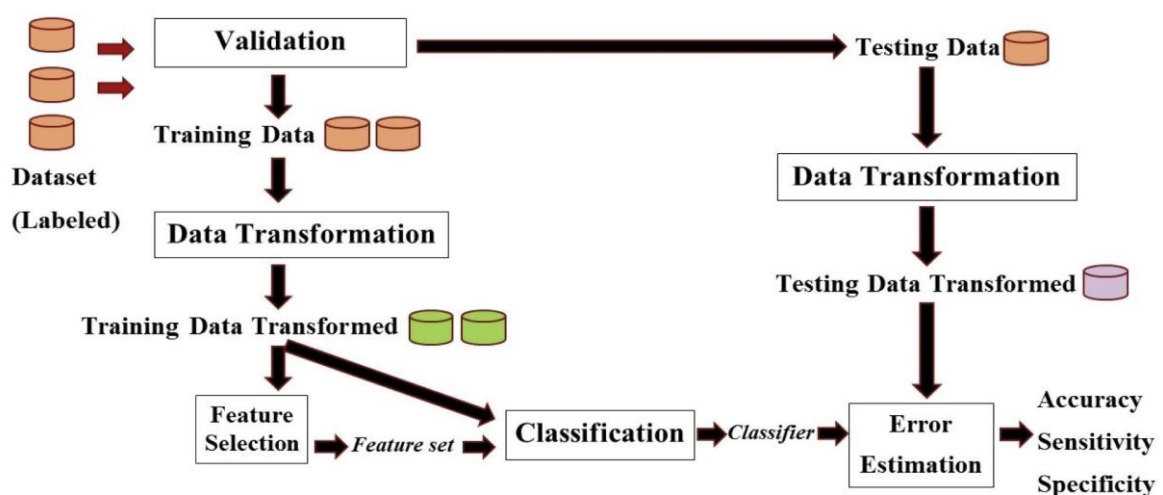 Validation
Testing Data
Training Data
Dataset
(Labeled)
Data Transformation
Data Transformation
Testing Data Transformed
Training Data Transformed
Feature
Selection
Feature set
Classification
Classifier
Error
Estimation
Accuracy
Sensitivity
Specificity